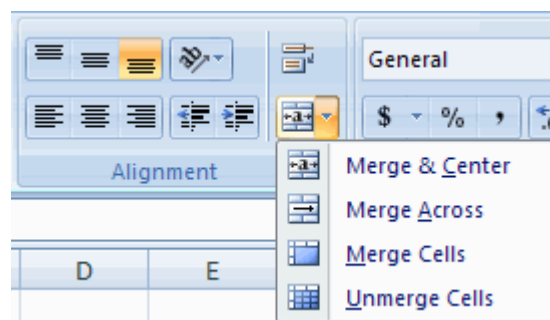 General
$ % ,
Alignment
Merge & Center
Merge Across
Merge Cells
Unmerge Cells
D E